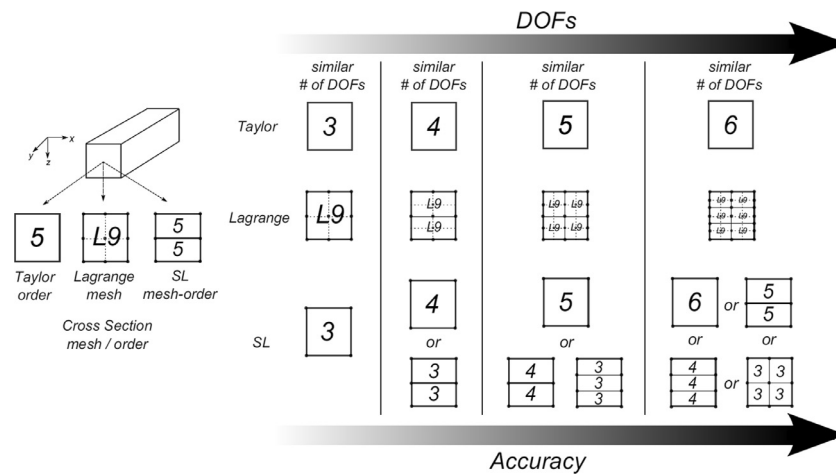 DOFs
similar similar similar similar
# of DOFs # of DOFs # of DOFs # of DOFs
Taylor 3 4 5 6
x
y
z
Lagrange L9 L9 L9 L9 L9 L9
L9 L9 L9 L9 L9
L9 L9
5 L9 5
5
Taylor Lagrange SL
order mesh mesh-order
Cross Section
mesh / order
SL 3 4 5 6 or 5
5
or or or or
3 4 3 4 or 3 3
3 4 3 4 3 3
3 4
Accuracy